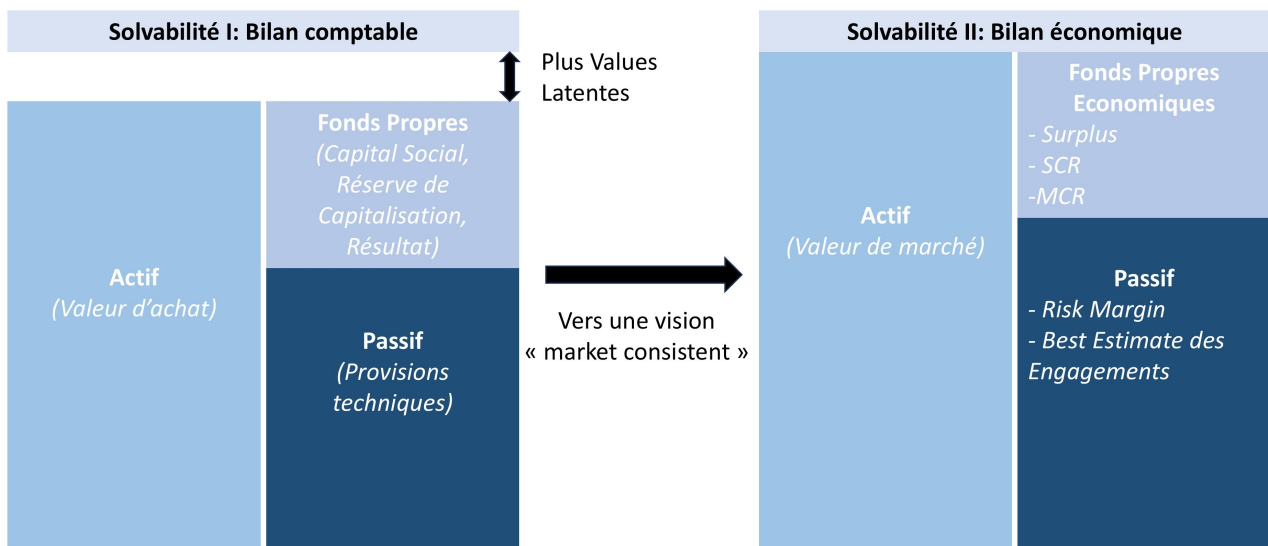 Solvabilité I: Bilan comptable
Plus Values
Latentes
Actif
(Valeur d’achat)
Fonds Propres
(Capital Social,
Réserve de
Capitalisation,
Résultat)
Passif
(Provisions
techniques)
Vers une vision
« market consistent »
Solvabilité II: Bilan économique
Actif
(Valeur de marché)
Fonds Propres
Economiques
- Surplus
- SCR
-MCR
Passif
- Risk Margin
- Best Estimate des
Engagements